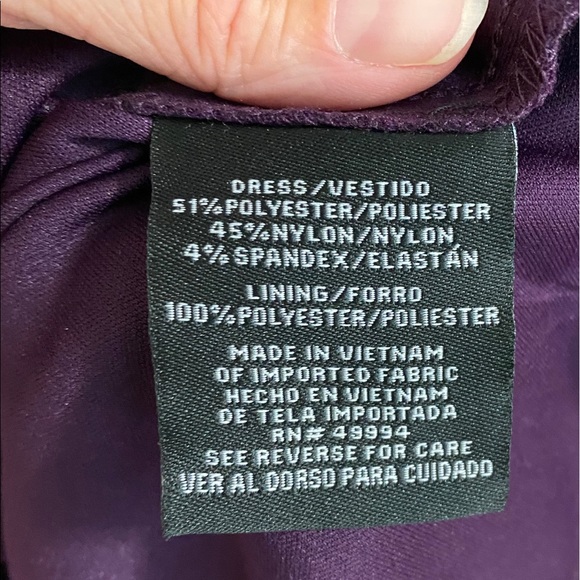 DRESS/VESTIDO
51%POLYESTER/POLIESTER
45%NYLON/NYLON
4%SPANDEX/ELASTÁN
LINING/FORRO
100%POLYESTER/POLIESTER
MADE IN VIETNAM
OF IMPORTED FABRIC
HECHO EN VIETNAM
DE TELA IMPORTADA
RN# 49994
SEE REVERSE FOR CARE
VER AL DORSO PARA CUIDADO